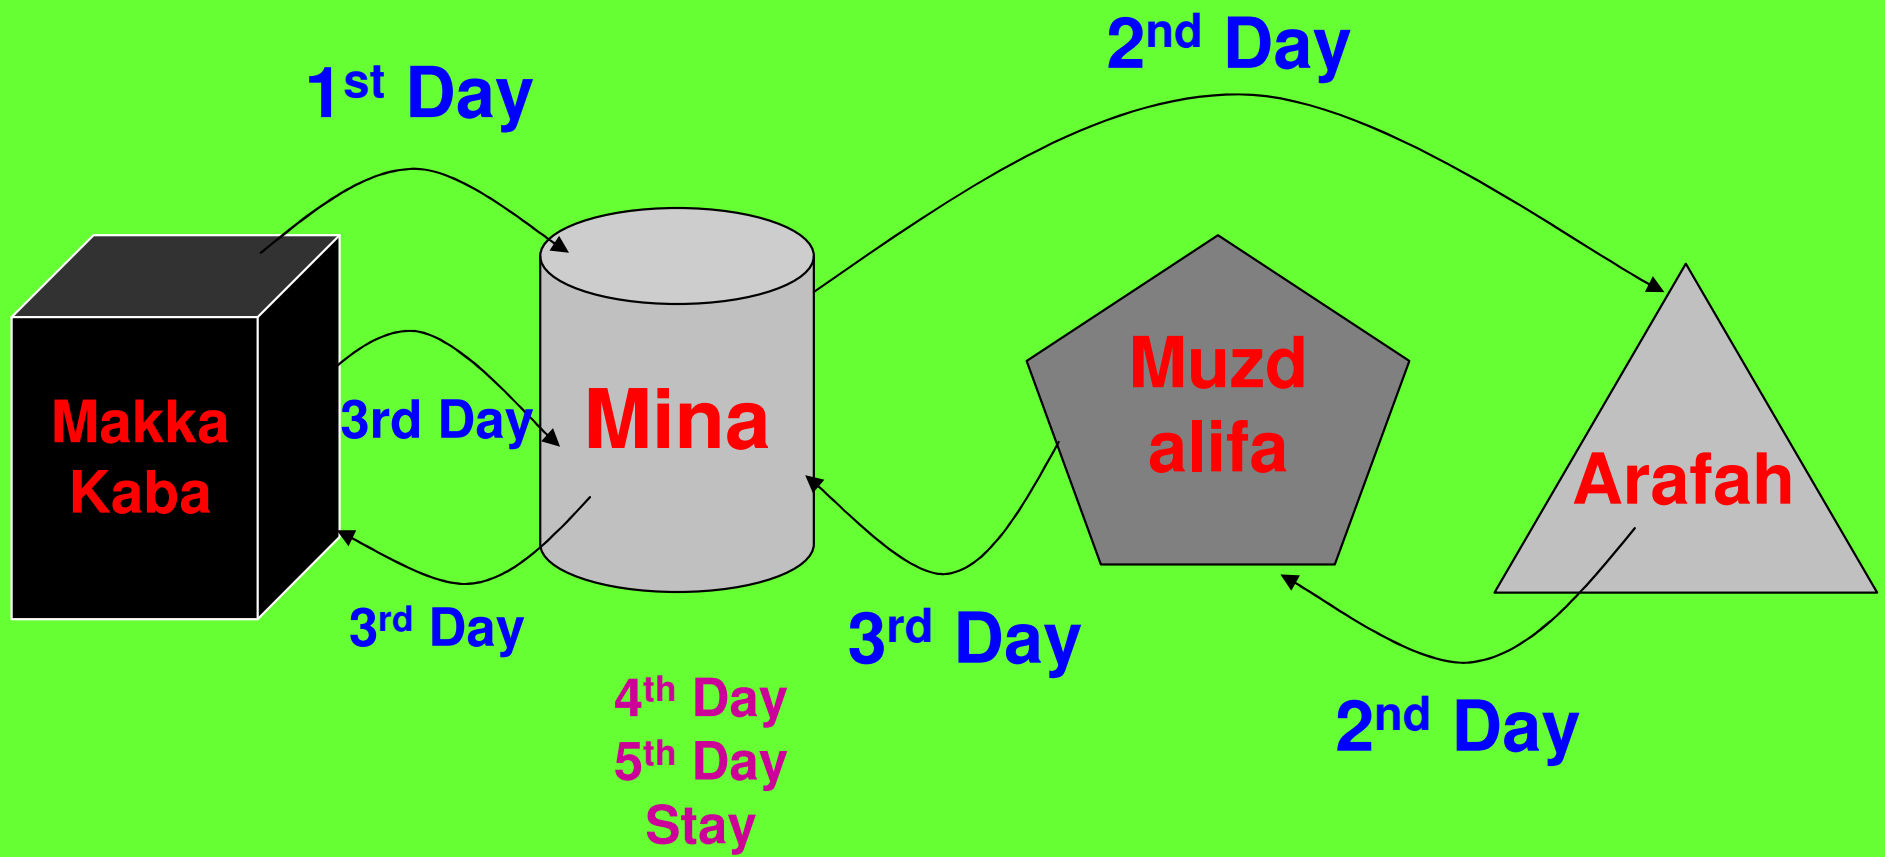 2nd Day
1st Day
Muzd
alifa
Makka
Kaba
3rd Day
Mina
Arafah
3rd Day
3rd Day
2nd Day
4th Day
5th Day
Stay